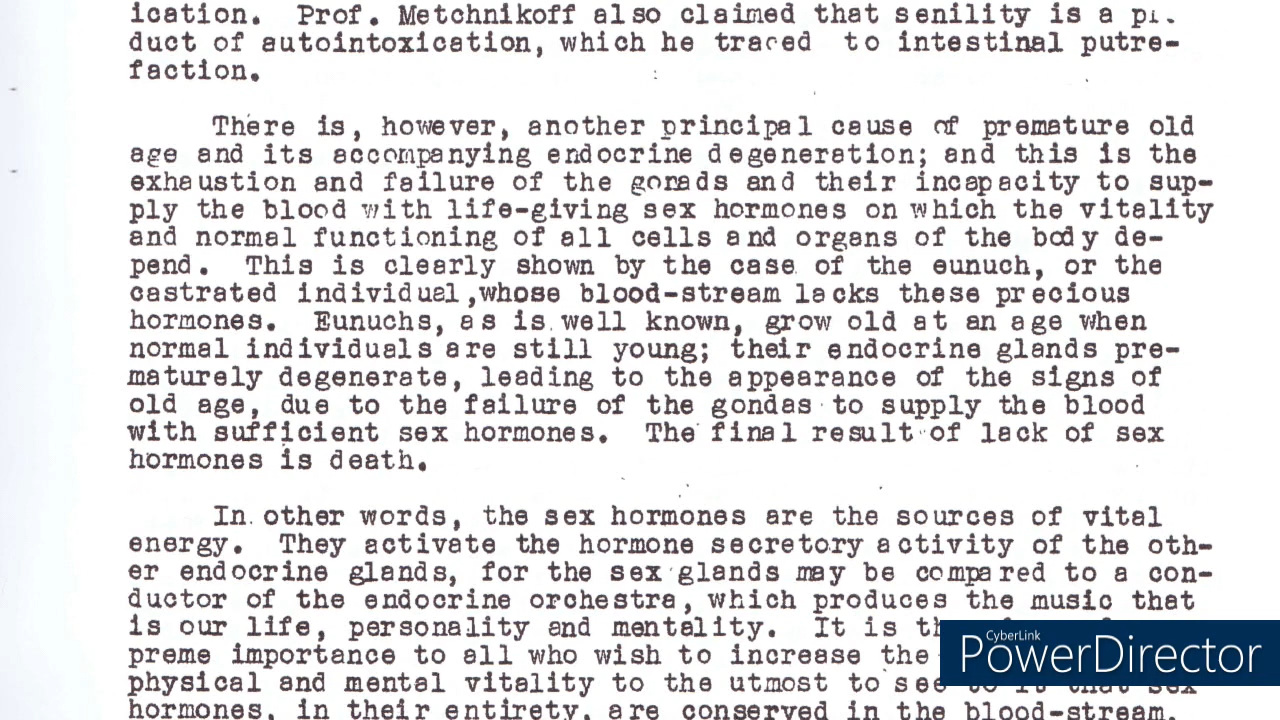 ication. Prof. Metchnikoff also claimed that senility is a
duct of autointoxication, which he traced to intestinal putre-
faction.
There is, however, another principal cause of premature old
age and its accompanying endocrine degeneration; and this is the
exhaustion and failure of the gonads and their incapacity to sup-
ply the blood with life-giving sex hormones on which the vitality
and normal functioning of all cells and organs of the body de-
pend. This is clearly shown by the case of the eunuch, or the
castrated individual,whose blood-stream lacks these precious
hormones. Eunuchs, as is well known, grow old at an age when
normal individuals are still young; their endocrine glands pre-
maturely degenerate, leading to the appearance of the signs of
old age, due to the failure of the gondas to supply the blood
with sufficient sex hormones. The final result of lack of sex
hormones is death.
In other words, the sex hormones are the sources of vital
energy. They activate the hormone secretory activity of the oth-
er endocrine glands, for the sex glands may be compared to a con-
ductor of the endocrine orchestra, which produces the music that
is our life, personality and mentality. It is
preme importance to all who wish to increase the
physical and mental vitality to the utmost to see to it that sex
hormones, in their entirety, are conserved in the blood-stream.
CyberLink
PowerDirector